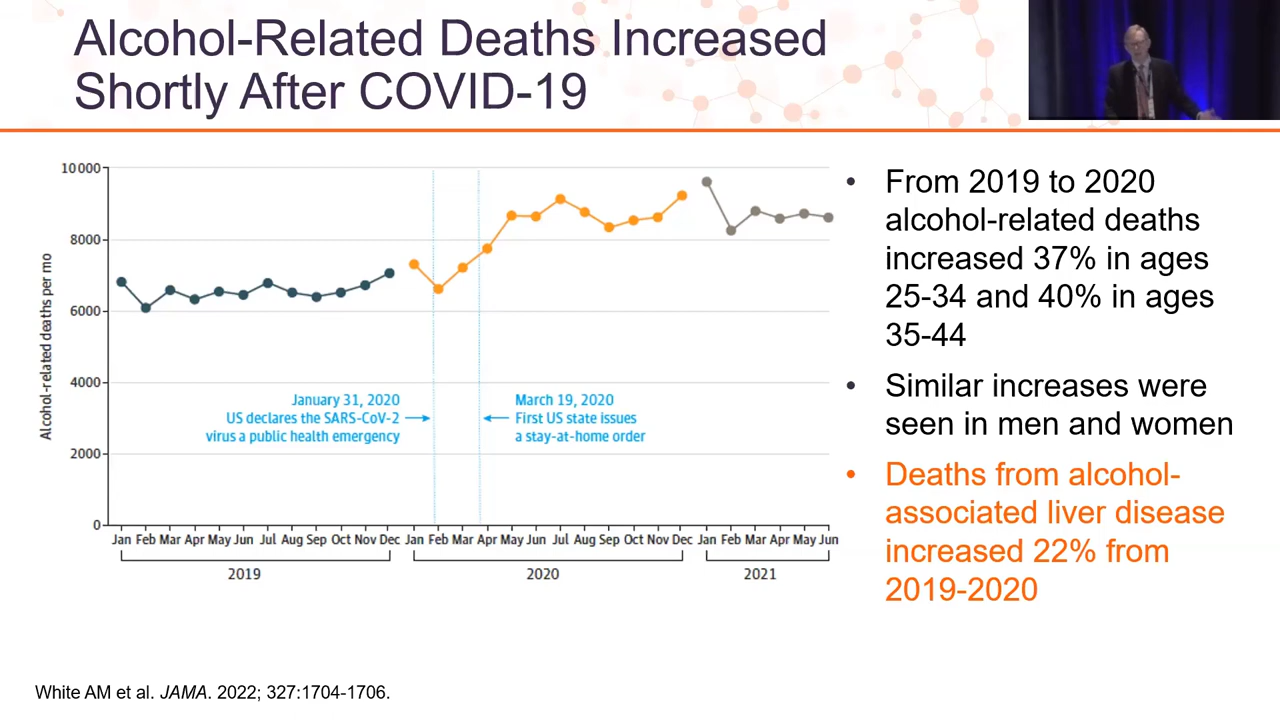 Alcohol-Related Deaths Increased
Shortly After COVID-19
10 000
8000
6000
4000
2000
0
Alcohol-related deaths per mo
January 31, 2020
US declares the SARS-CoV-2
virus a public health emergency
March 19, 2020
First US state issues
a stay-at-home order
Jan Feb Mar Apr May Jun Jul Aug Sep Oct Nov Dec Jan Feb Mar Apr May Jun Jul Aug Sep Oct Nov Dec Jan Feb Mar Apr May Jun
2019 2020 2021
• From 2019 to 2020
alcohol-related deaths
increased 37% in ages
25-34 and 40% in ages
35-44
• Similar increases were
seen in men and women
• Deaths from alcohol-
associated liver disease
increased 22% from
2019-2020
White AM et al. JAMA. 2022; 327:1704-1706.